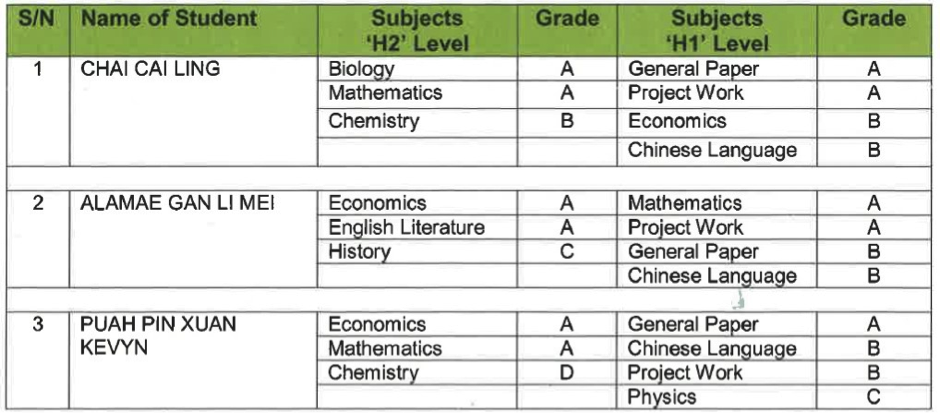 S/N Name of Student Subjects 'H2' Level Grade Subjects 'H1' Level Grade
1 CHAI CAI LING Biology A General Paper A
Mathematics A Project Work A
Chemistry B Economics B
Chinese Language B
2 ALAMAE GAN LI MEI Economics A Mathematics A
English Literature A Project Work A
History C General Paper B
Chinese Language B
3 PUAH PIN XUAN Economics A General Paper A
KEVYN Mathematics A Chinese Language B
Chemistry D Project Work B
Physics C